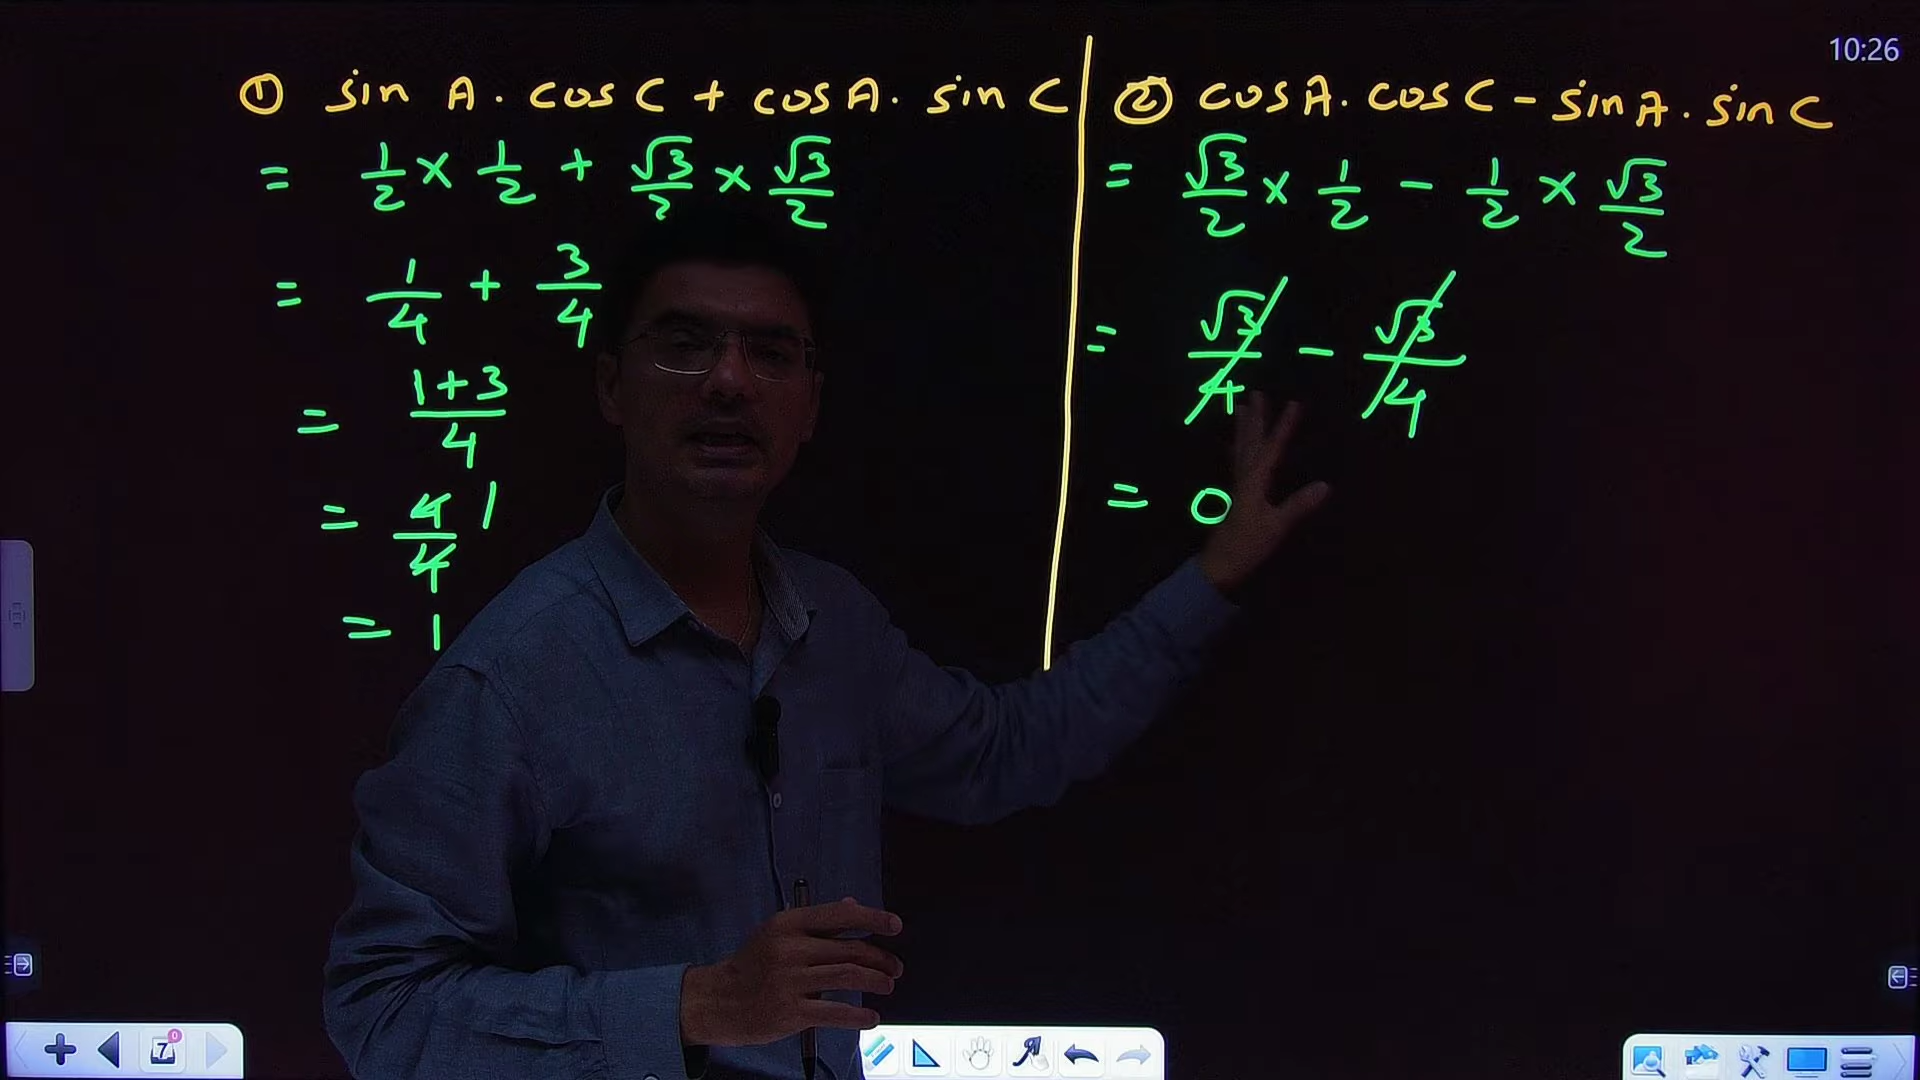 10:26
① sin A . cos C + cos A . sin C
= 1/2 × 1/2 + √3/2 × √3/2
= 1/4 + 3/4
= 1+3/4
= 4/4 1
= 1
② cos A . cos C - sin A . sin C
= √3/2 × 1/2 - 1/2 × √3/2
= √3/4 - √3/4
= 0
7
0